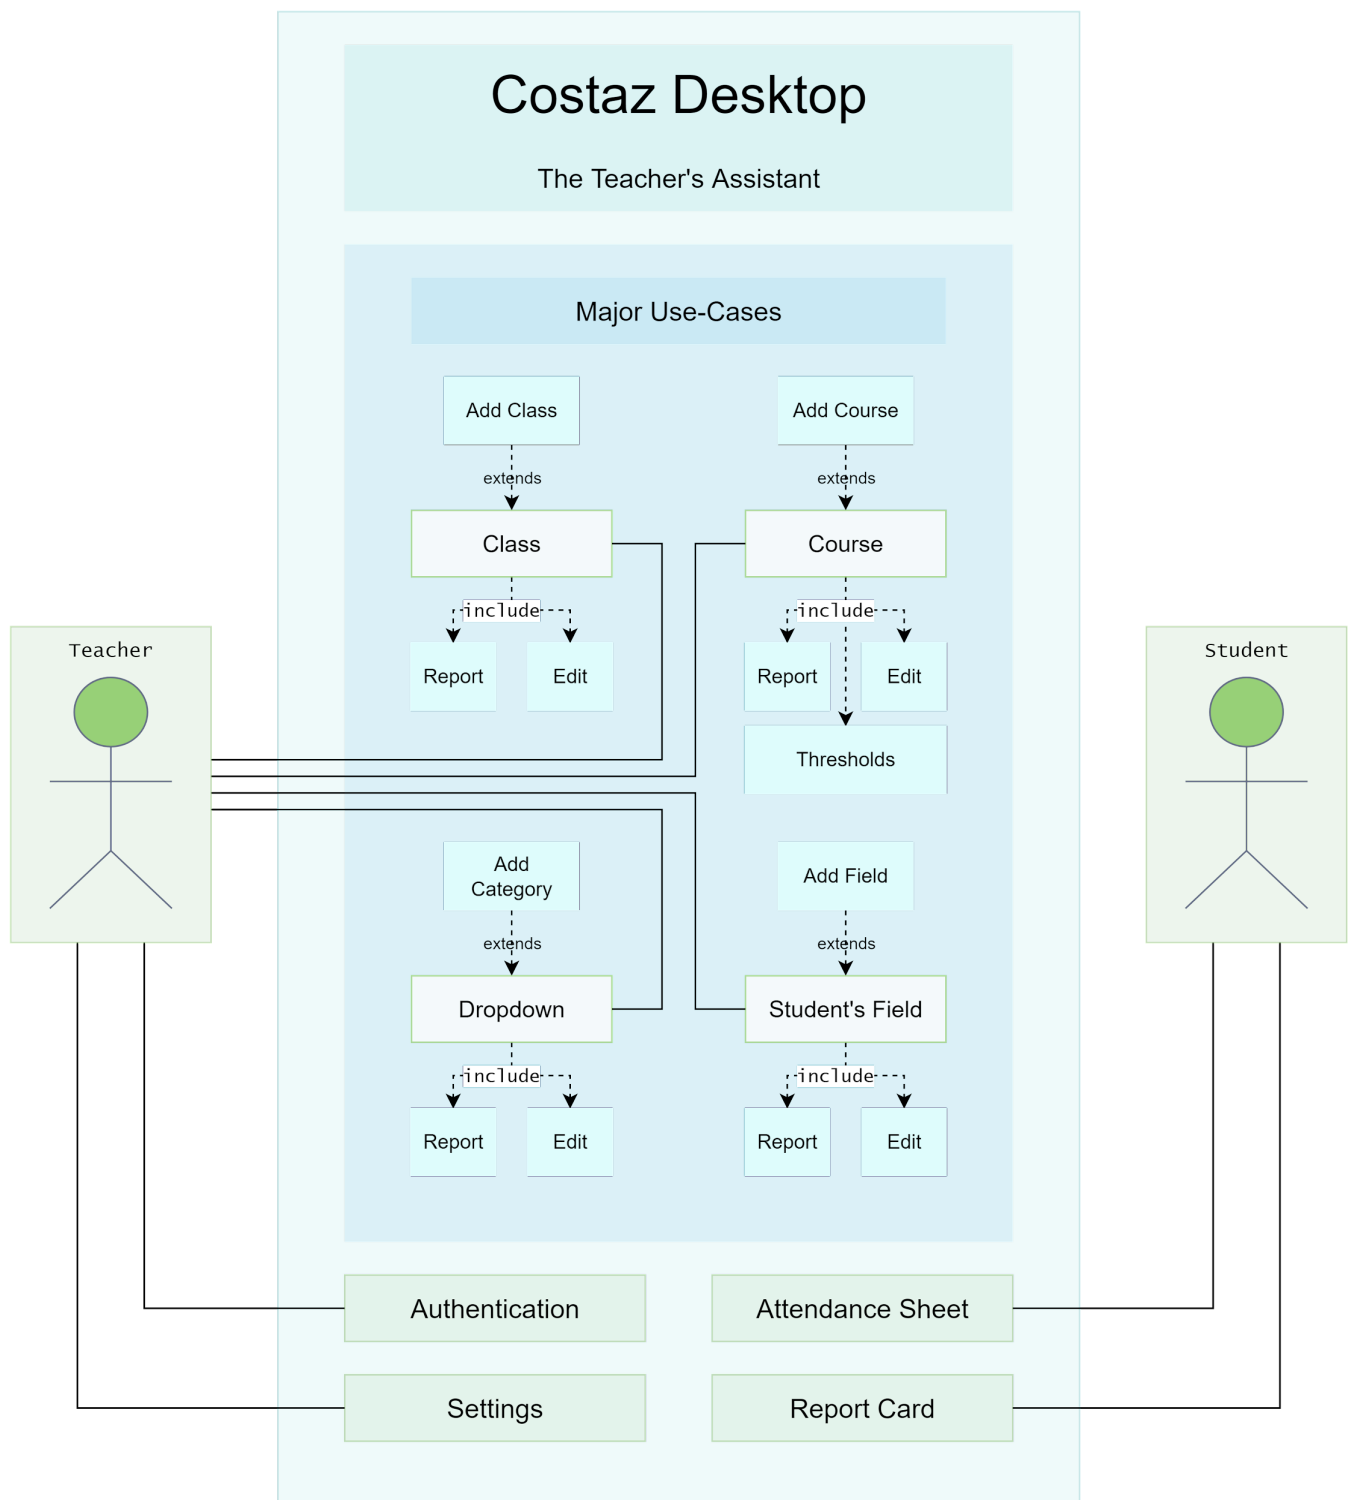 Costaz Desktop
The Teacher's Assistant
Major Use-Cases
Add Class
Add Course
extends
extends
Class
Course
include
include
Report
Edit
Report
Edit
Thresholds
Teacher
Student
Add
Category
Add Field
extends
extends
Dropdown
Student's Field
include
include
Report
Edit
Report
Edit
Authentication
Attendance Sheet
Settings
Report Card